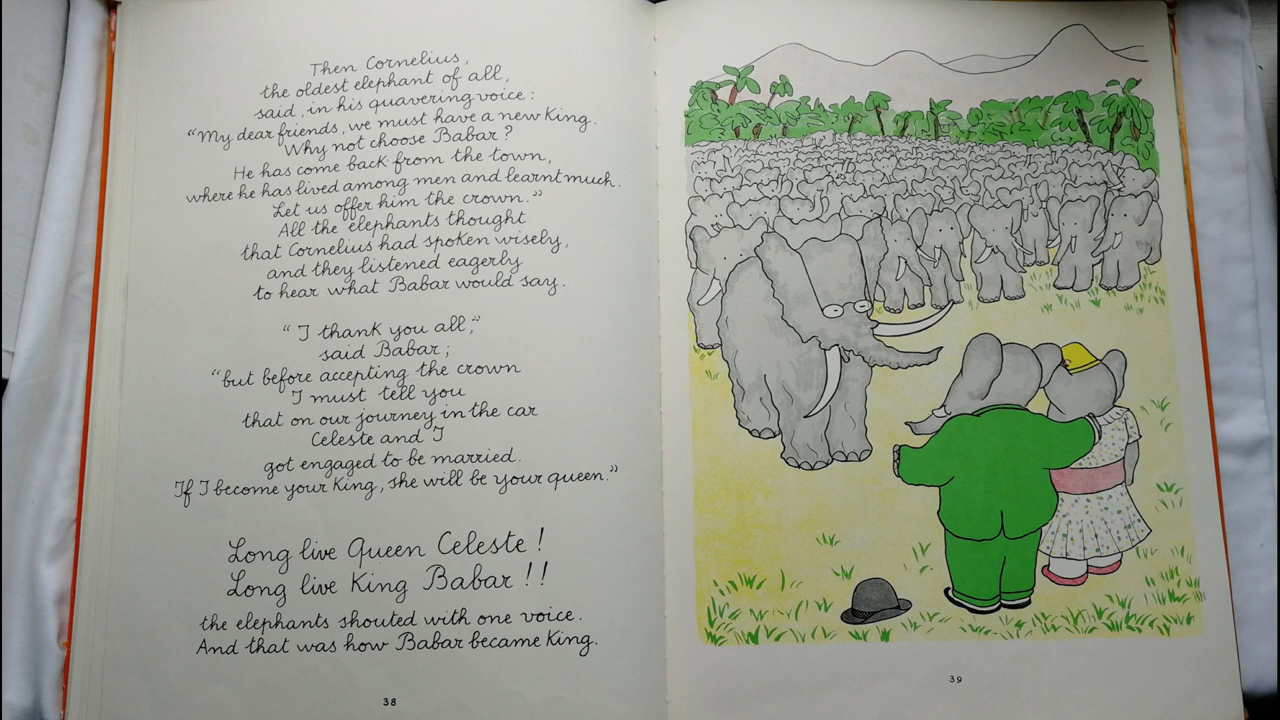 Then Cornelius,
the oldest elephant of all,
said, in his quavering voice:
"My dear friends, we must have a new King.
Why not choose Babar?
He has come back from the town,
where he has lived among men and learnt much.
Let us offer him the crown."
All the elephants thought
that Cornelius had spoken wisely,
and they listened eagerly
to hear what Babar would say.
"I thank you all,"
said Babar;
"but before accepting the crown
I must tell you
that on our journey in the car
Celeste and I
got engaged to be married.
If I become your King, she will be your queen."
Long live Queen Celeste!
Long live King Babar!!
the elephants shouted with one voice.
And that was how Babar became King.
38
39